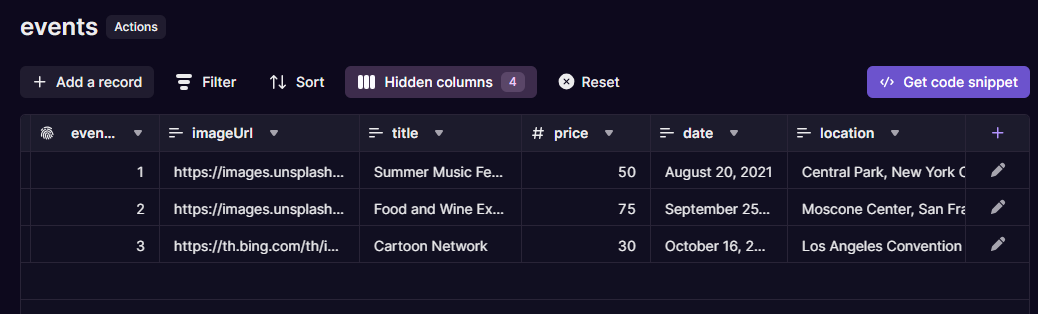 events Actions
Add a record Filter Sort Hidden columns 4 Reset Get code snippet
even... imageUrl title # price date location +
1 https://images.unsplash... Summer Music Fe... 50 August 20, 2021 Central Park, New York C
2 https://images.unsplash... Food and Wine Ex... 75 September 25... Moscone Center, San Fra
3 https://th.bing.com/th/i... Cartoon Network 30 October 16, 2... Los Angeles Convention